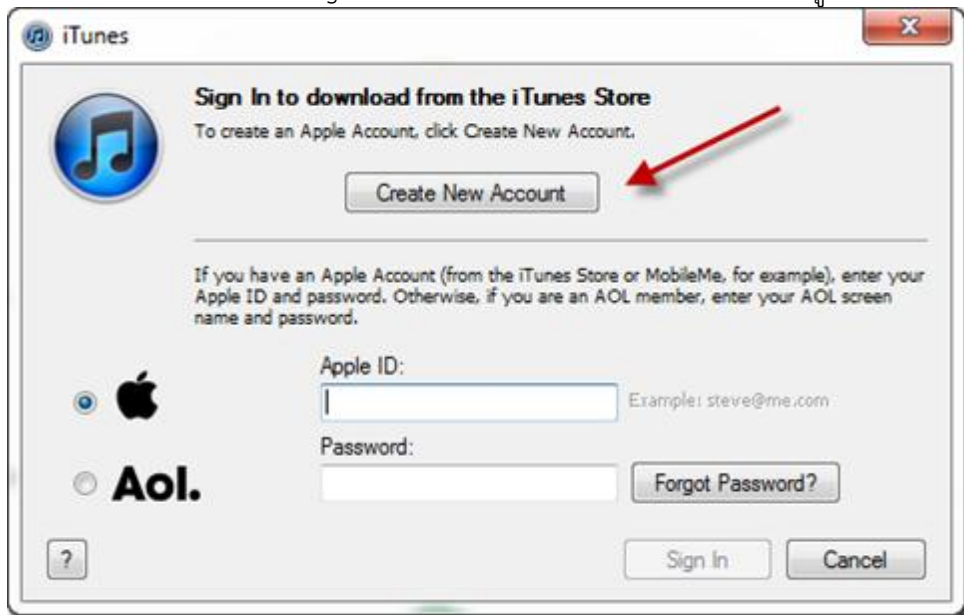 iTunes
Sign In to download from the iTunes Store
To create an Apple Account, click Create New Account.
Create New Account
If you have an Apple Account (from the iTunes Store or MobileMe, for example), enter your
Apple ID and password. Otherwise, if you are an AOL member, enter your AOL screen
name and password.
Apple ID:
Example: steve@me.com
Password:
Aol.
Forgot Password?
?
Sign In
Cancel